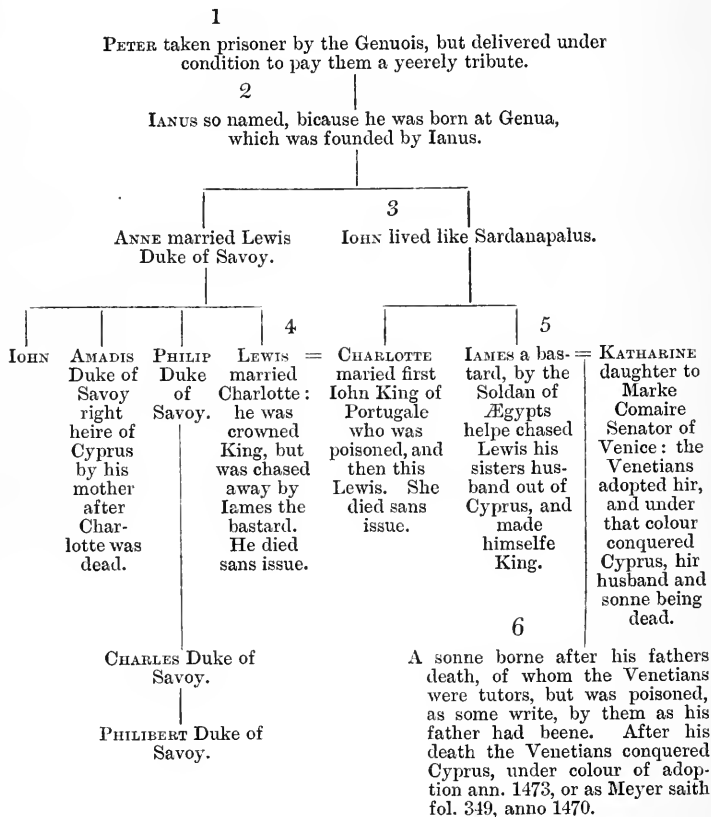 1
PETER taken prisoner by the Genuois, but delivered under
condition to pay them a yeerely tribute.
2
IANUS so named, bicause he was born at Genua,
which was founded by Ianus.
3
ANNE married Lewis
Duke of Savoy.
IOHN lived like Sardanapalus.
IOHN
AMADIS
Duke of
Savoy
right
heire of
Cyprus
by his
mother
after
Char-
lotte was
dead.
PHILIP
Duke
of
Savoy.
4
LEWIS =
married
Charlotte :
he was
crowned
King, but
was chased
away by
Iames the
bastard.
He died
sans issue.
CHARLOTTE
maried first
Iohn King of
Portugale
who was
poisoned, and
then this
Lewis. She
died sans
issue.
5
IAMES a bas-
tard, by the
Soldan of
Ægypts
helpe chased
Lewis his
sisters hus-
band out of
Cyprus, and
made
himselfe
King.
= KATHARINE
daughter to
Marke
Comaire
Senator of
Venice : the
Venetians
adopted hir,
and under
that colour
conquered
Cyprus, hir
husband and
sonne being
dead.
CHARLES Duke of
Savoy.
PHILIBERT Duke of
Savoy.
6
A sonne borne after his fathers
death, of whom the Venetians
were tutors, but was poisoned,
as some write, by them as his
father had beene. After his
death the Venetians conquered
Cyprus, under colour of adop-
tion ann. 1473, or as Meyer saith
fol. 349, anno 1470.